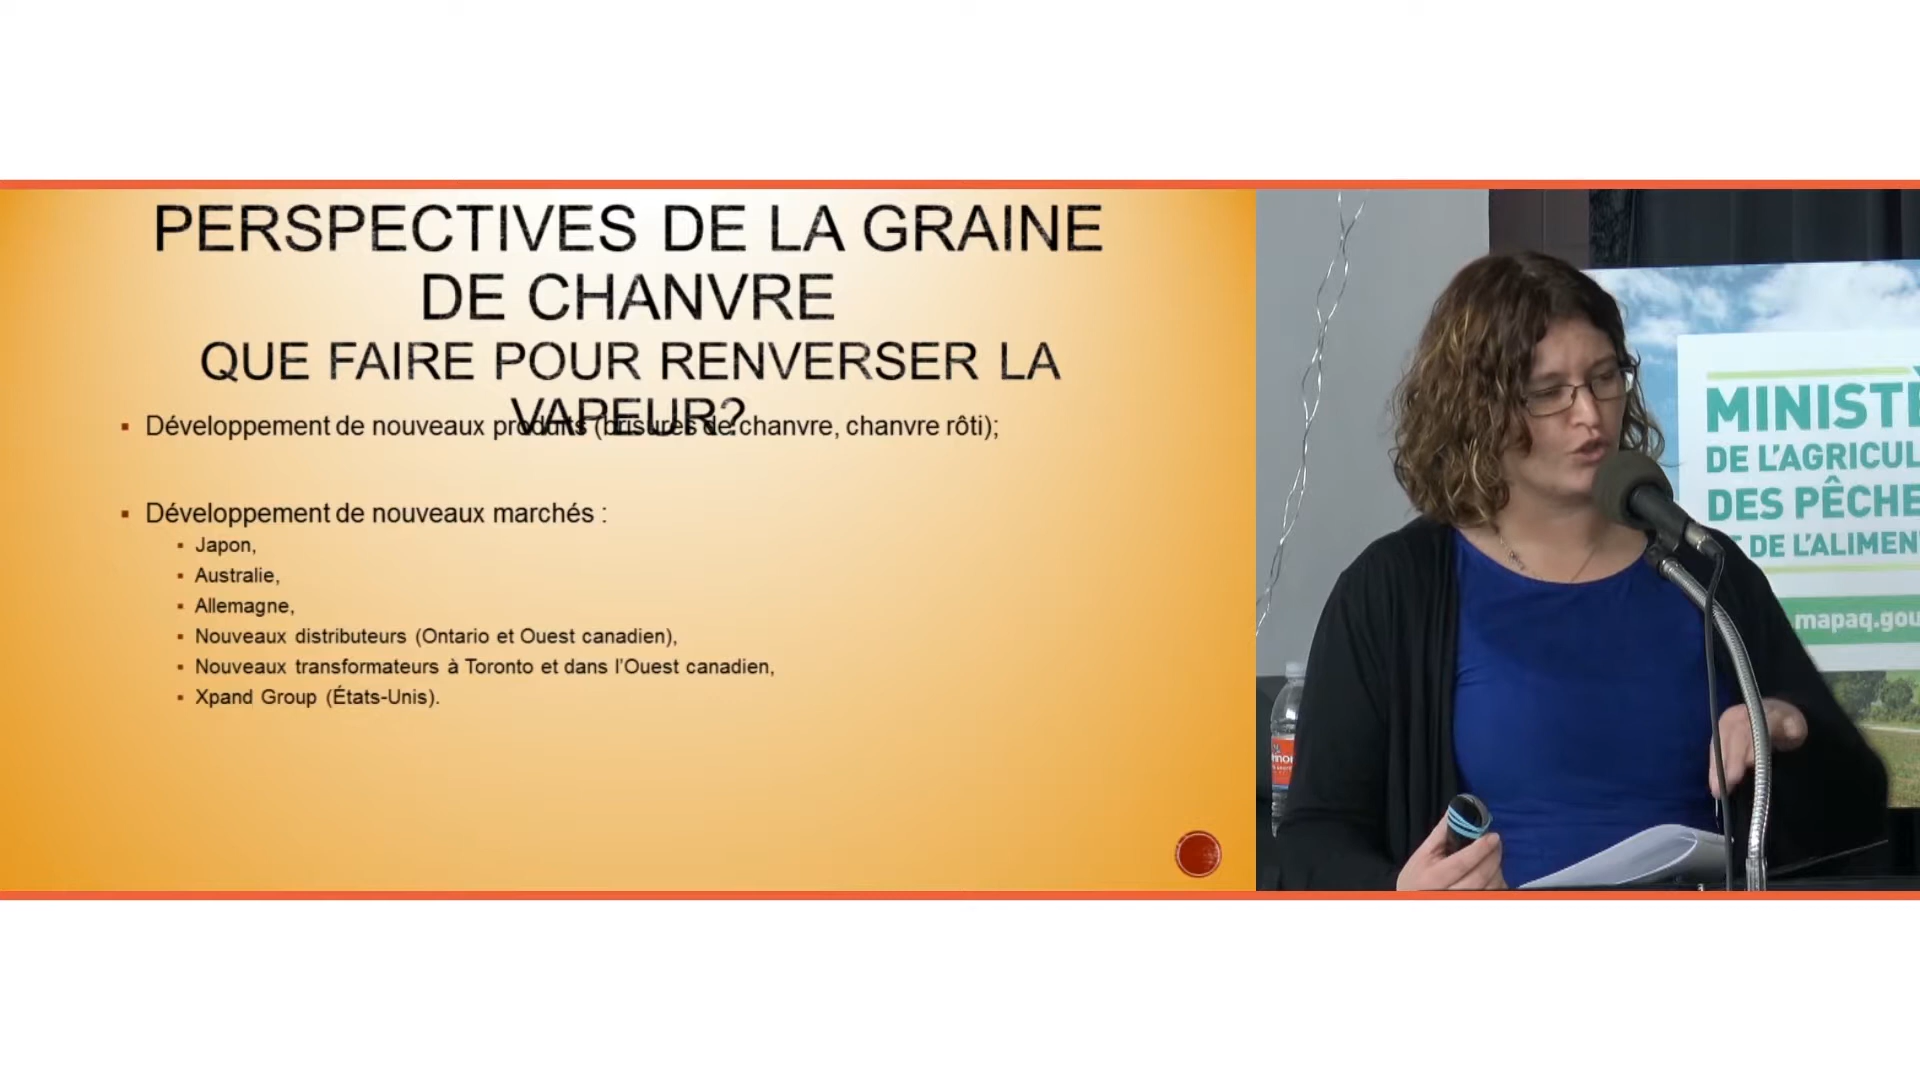 PERSPECTIVES DE LA GRAINE
DE CHANVRE
QUE FAIRE POUR RENVERSER LA
VAPEUR?
Développement de nouveaux produits (brisures de chanvre, chanvre rôti);
Développement de nouveaux marchés :
Japon,
Australie,
Allemagne,
Nouveaux distributeurs (Ontario et Ouest canadien),
Nouveaux transformateurs à Toronto et dans l'Ouest canadien,
Xpand Group (États-Unis).
MINISTÈ
DE L'AGRICUL
DES PÊCHE
ET DE L'ALIMEN
mapaq.gou